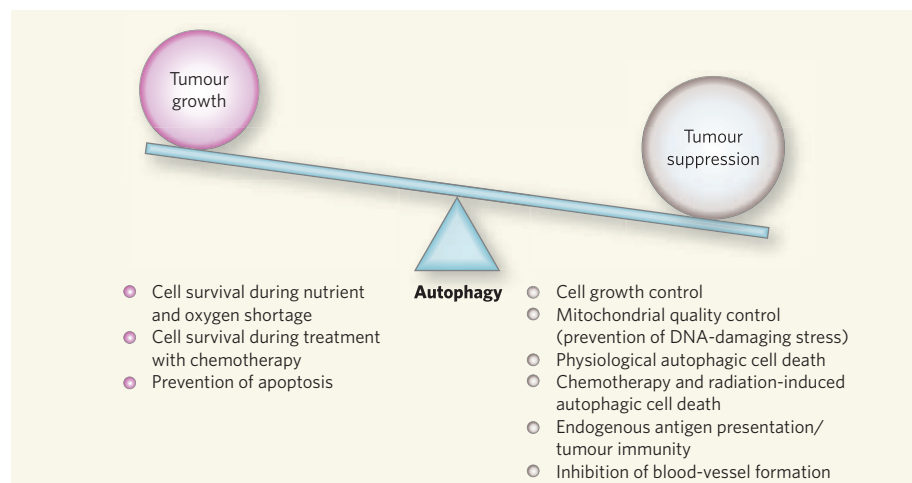 Tumour
growth
Tumour
suppression
Autophagy
Cell survival during nutrient
and oxygen shortage
Cell survival during treatment
with chemotherapy
Prevention of apoptosis
Cell growth control
Mitochondrial quality control
(prevention of DNA-damaging stress)
Physiological autophagic cell death
Chemotherapy and radiation-induced
autophagic cell death
Endogenous antigen presentation/
tumour immunity
Inhibition of blood-vessel formation